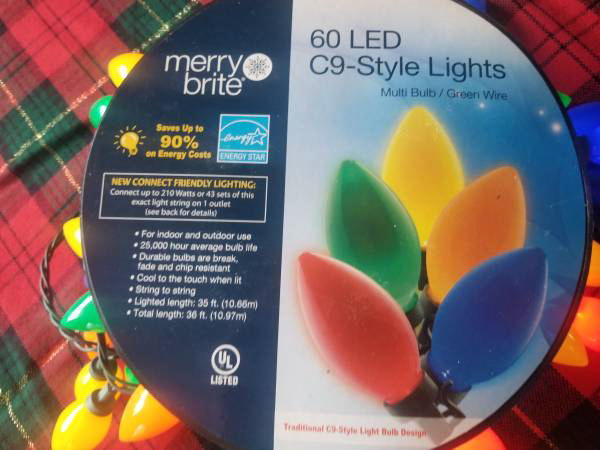 merry
brite®
Saves Up to
90%
on Energy Costs
energy
ENERGY STAR
NEW CONNECT FRIENDLY LIGHTING:
Connect up to 210 Watts or 43 sets of this
exact light string on 1 outlet
(see back for details)
• For indoor and outdoor use
• 25,000 hour average bulb life
• Durable bulbs are break,
fade and chip resistant
• Cool to the touch when lit
• String to string
• Lighted length: 35 ft. (10.66m)
• Total length: 36 ft. (10.97m)
UL
LISTED
60 LED
C9-Style Lights
Multi Bulb / Green Wire
Traditional C9-Style Light Bulb Design